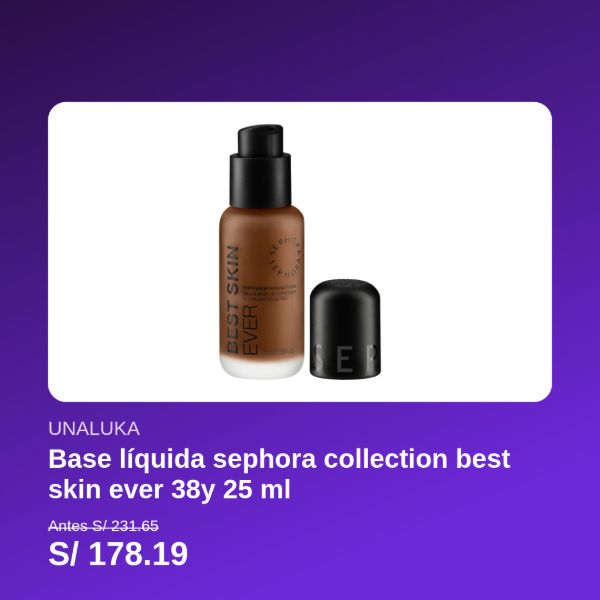 SEPHORA
SEPHORA
BEST SKIN
EVER
SEP
UNALUKA
Base líquida sephora collection best
skin ever 38y 25 ml
Antes S/ 231.65
S/ 178.19